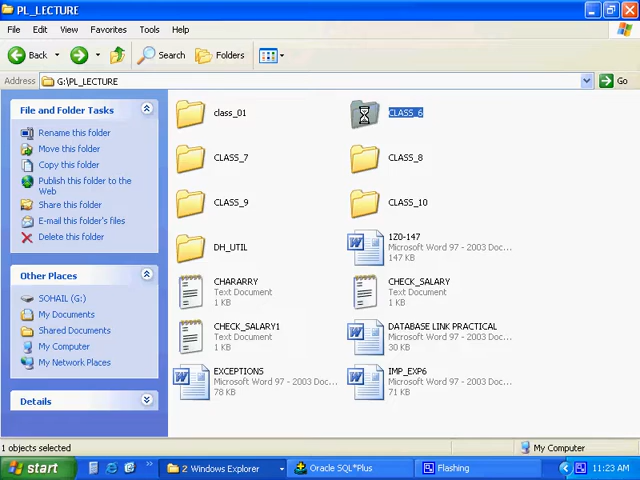 PL_LECTURE
File Edit View Favorites Tools Help
Back Search Folders
Address G:\PL_LECTURE Go
File and Folder Tasks
Rename this folder
Move this folder
Copy this folder
Publish this folder to the
Web
Share this folder
E-mail this folder's files
Delete this folder
Other Places
SOHAIL (G:)
My Documents
Shared Documents
My Computer
My Network Places
Details
class_01
CLASS_6
CLASS_7
CLASS_8
CLASS_9
CLASS_10
DH_UTIL
1Z0-147
Microsoft Word 97 - 2003 Doc...
147 KB
CHARARRY
Text Document
1 KB
CHECK_SALARY
Text Document
1 KB
CHECK_SALARY1
Text Document
1 KB
DATABASE LINK PRACTICAL
Microsoft Word 97 - 2003 Doc...
30 KB
EXCEPTIONS
Microsoft Word 97 - 2003 Doc...
78 KB
IMP_EXP6
Microsoft Word 97 - 2003 Doc...
71 KB
1 objects selected My Computer
start 2 Windows Explorer Oracle SQL*Plus Flashing 11:23 AM